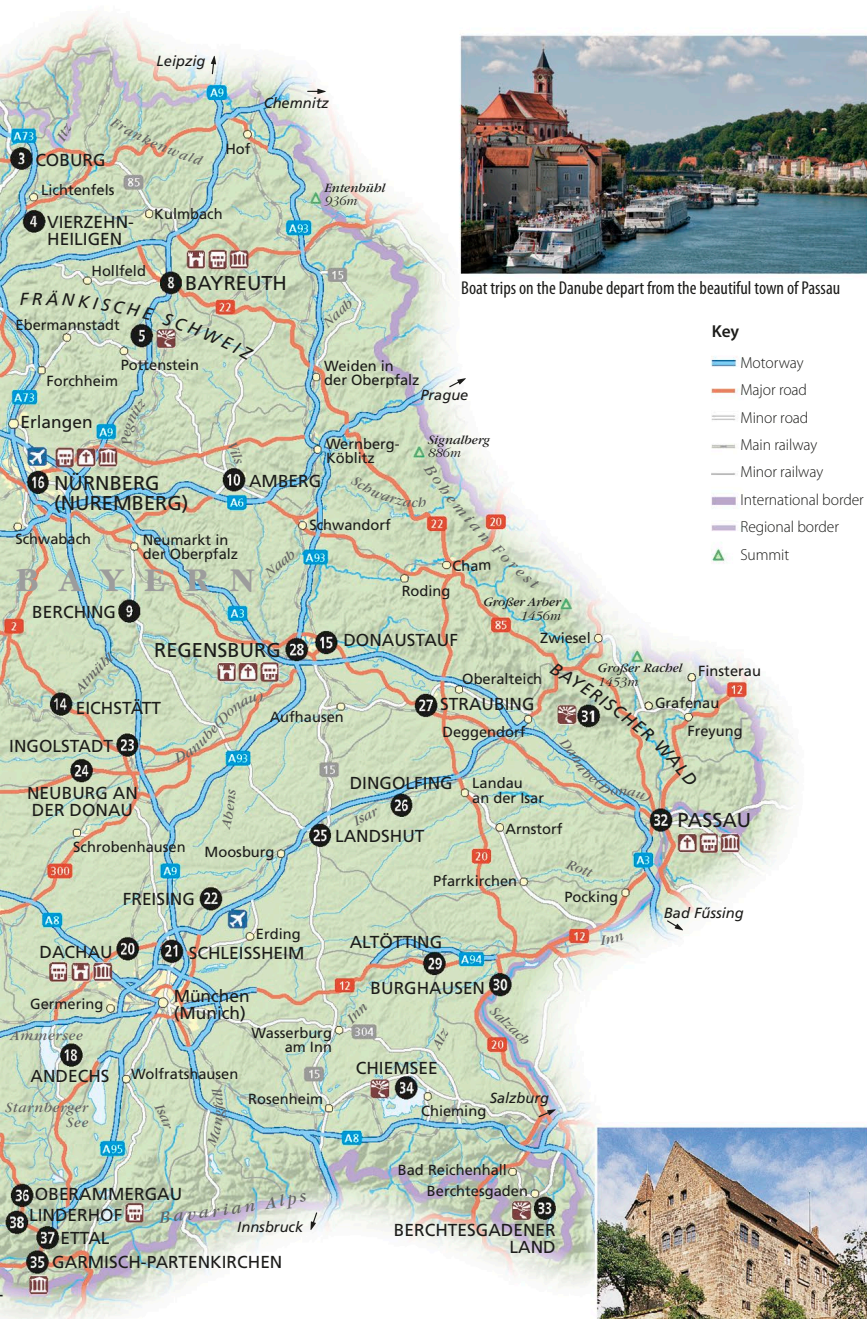 Leipzig
A9
Chemnitz
A73
Itz
Frankenwald
Hof
3 COBURG
Lichtenfels
85
Entenbühl
936m
4 VIERZEHN-
HEILIGEN
Kulmbach
A93
Hollfeld
8 BAYREUTH
15
FRÄNKISCHE SCHWEIZ
22
Naab
Ebermannstadt
5
Pottenstein
Forchheim
Weiden in
der Oberpfalz
A73
Prague
Erlangen
A9
Pegnitz
Vils
Wernberg-
Köblitz
Signalberg
886m
16 NÜRNBERG
(NUREMBERG)
10 AMBERG
A6
Schwarzach
Bohemian Forest
Schwabach
Neumarkt in
der Oberpfalz
Schwandorf
22
20
Naab
A93
Cham
BAYERN
Roding
BERCHING 9
A3
Großer Arber
1456m
2
85
Zwiesel
REGENSBURG 28
15 DONAUSTAUF
Großer Rachel
1453m
Finsterau
Altmühl
Oberalteich
BAYERISCHER WALD
12
14 EICHSTÄTT
Aufhausen
27 STRAUBING
31
Grafenau
Freyung
Danube (Donau)
Deggendorf
INGOLSTADT 23
A93
Danube (Donau)
24
NEUBURG AN
DER DONAU
15
DINGOLFING
26
Landau
an der Isar
Abens
Isar
32 PASSAU
Schrobenhausen
Moosburg
25 LANDSHUT
Arnstorf
A3
300
A9
20
Rott
Pfarrkirchen
FREISING 22
Pocking
A8
Bad Füssing
Erding
12
Inn
DACHAU 20
21 SCHLEISSHEIM
ALTÖTTING
29
A94
Germering
München
(Munich)
12
BURGHAUSEN 30
Inn
Ammersee
Wasserburg
am Inn
304
Alz
Salzach
18
ANDECHS
20
Wolfratshausen
15
CHIEMSEE
34
Starnberger
See
Isar
Mangfall
Rosenheim
Chieming
Salzburg
A95
A8
Bad Reichenhall
36 OBERAMMERGAU
Berchtesgaden
38 LINDERHOF
Bavarian Alps
Innsbruck
33
37 ETTAL
BERCHTESGADENER
LAND
35 GARMISCH-PARTENKIRCHEN
Boat trips on the Danube depart from the beautiful town of Passau
Key
Motorway
Major road
Minor road
Main railway
Minor railway
International border
Regional border
Summit